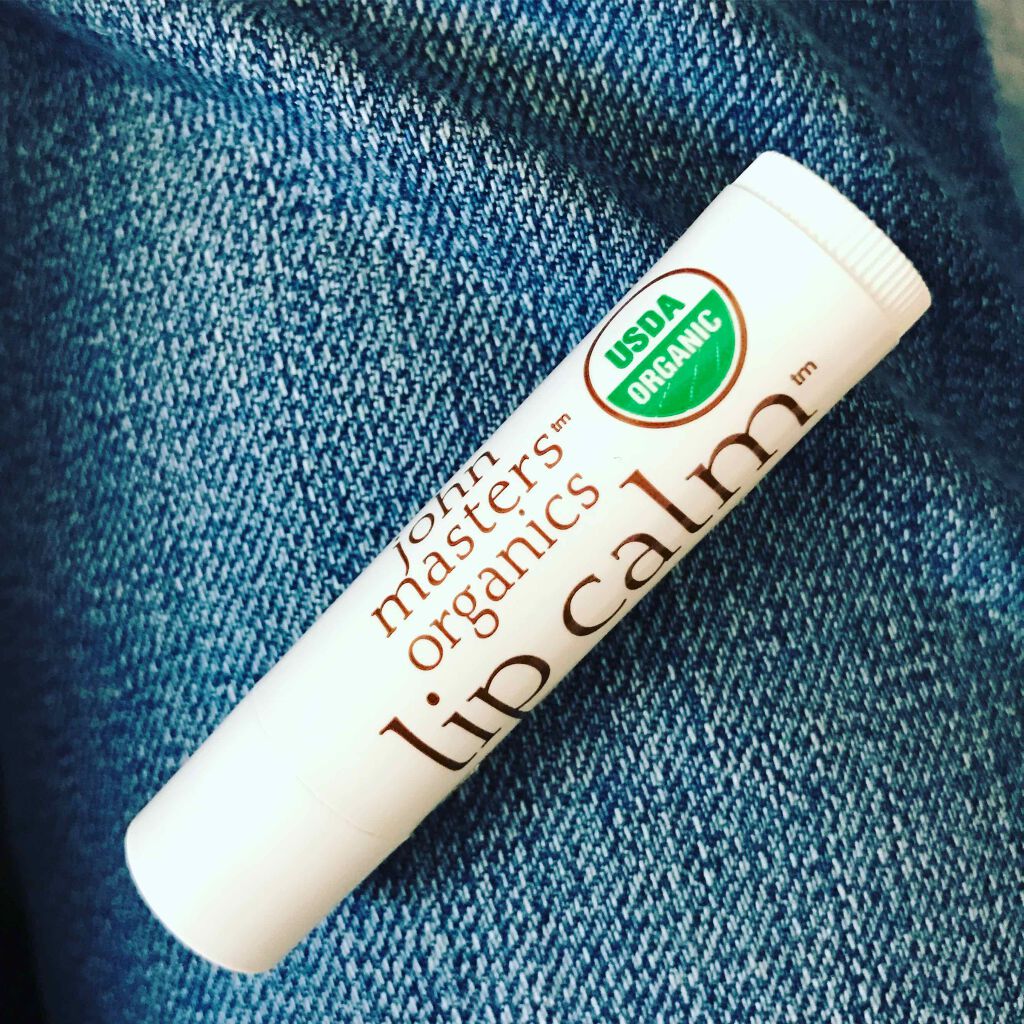 USDA
ORGANIC
john
masters™
organics
lip calm™